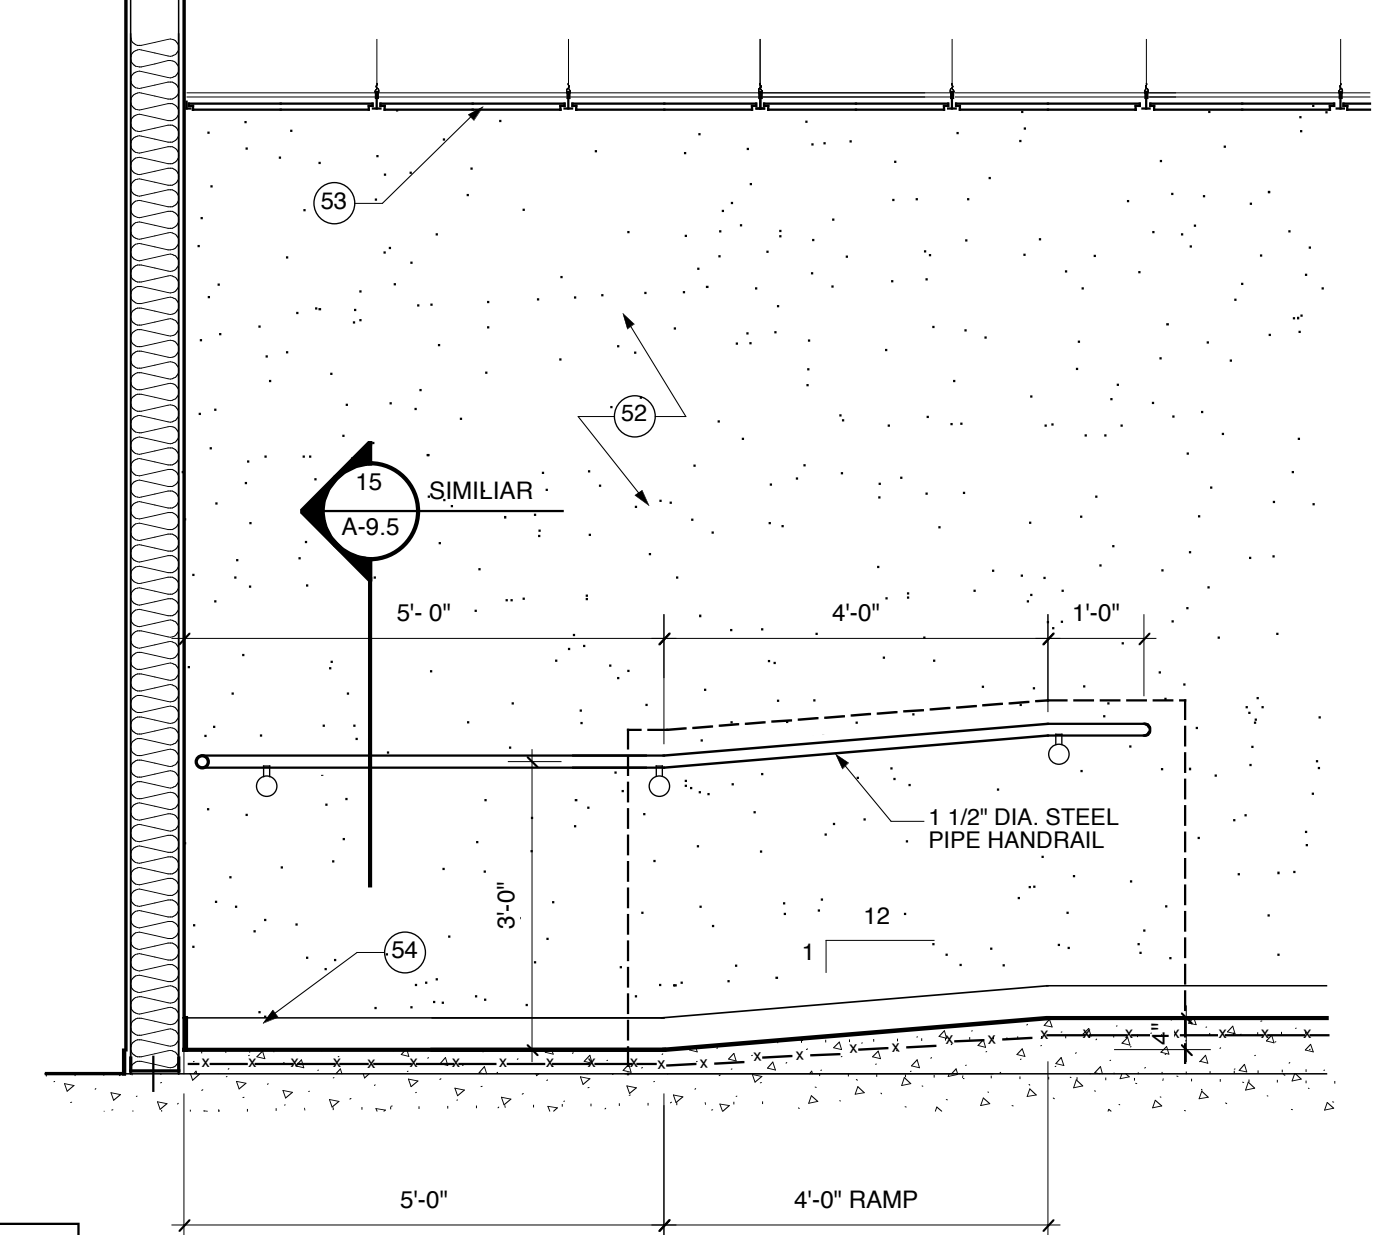 53
52
15
SIMILIAR
A-9.5
5'- 0"
4'-0"
1'-0"
1 1/2" DIA. STEEL
PIPE HANDRAIL
3'-0"
12
1
54
4"
x x x x x x x x x x x x x x x x x x x x x x x x
5'-0"
4'-0" RAMP